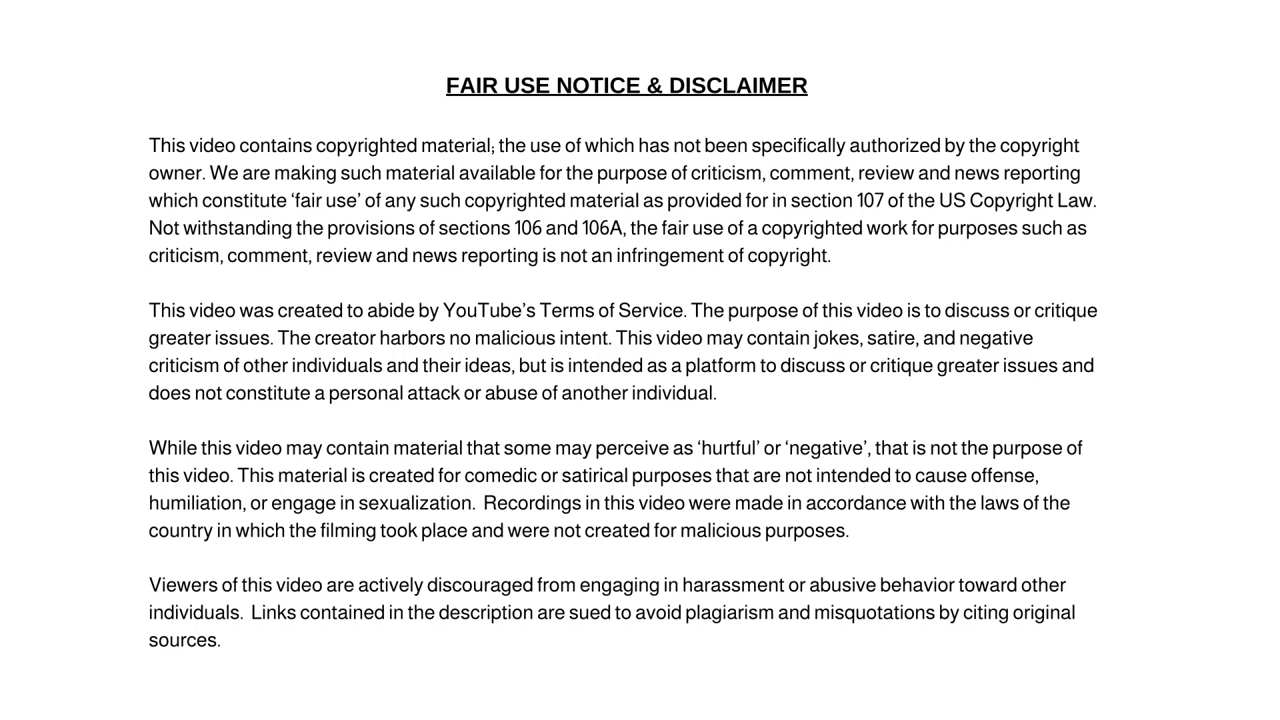 FAIR USE NOTICE & DISCLAIMER
This video contains copyrighted material; the use of which has not been specifically authorized by the copyright
owner. We are making such material available for the purpose of criticism, comment, review and news reporting
which constitute ‘fair use’ of any such copyrighted material as provided for in section 107 of the US Copyright Law.
Not withstanding the provisions of sections 106 and 106A, the fair use of a copyrighted work for purposes such as
criticism, comment, review and news reporting is not an infringement of copyright.
This video was created to abide by YouTube’s Terms of Service. The purpose of this video is to discuss or critique
greater issues. The creator harbors no malicious intent. This video may contain jokes, satire, and negative
criticism of other individuals and their ideas, but is intended as a platform to discuss or critique greater issues and
does not constitute a personal attack or abuse of another individual.
While this video may contain material that some may perceive as ‘hurtful’ or ‘negative’, that is not the purpose of
this video. This material is created for comedic or satirical purposes that are not intended to cause offense,
humiliation, or engage in sexualization. Recordings in this video were made in accordance with the laws of the
country in which the filming took place and were not created for malicious purposes.
Viewers of this video are actively discouraged from engaging in harassment or abusive behavior toward other
individuals. Links contained in the description are sued to avoid plagiarism and misquotations by citing original
sources.